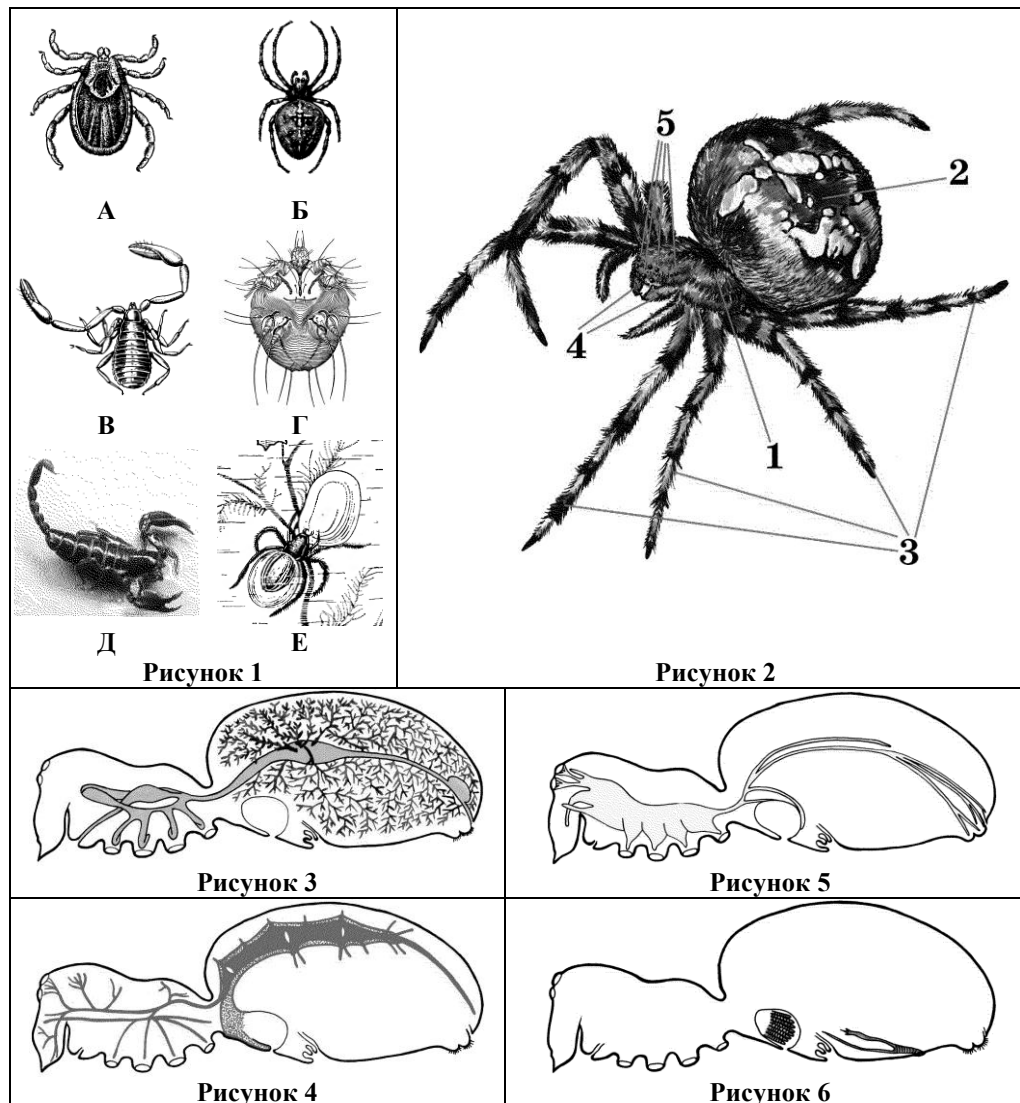 А Б
В Г
Д Е
Рисунок 1
5
2
4
1
3
Рисунок 2
Рисунок 3
Рисунок 5
Рисунок 4
Рисунок 6